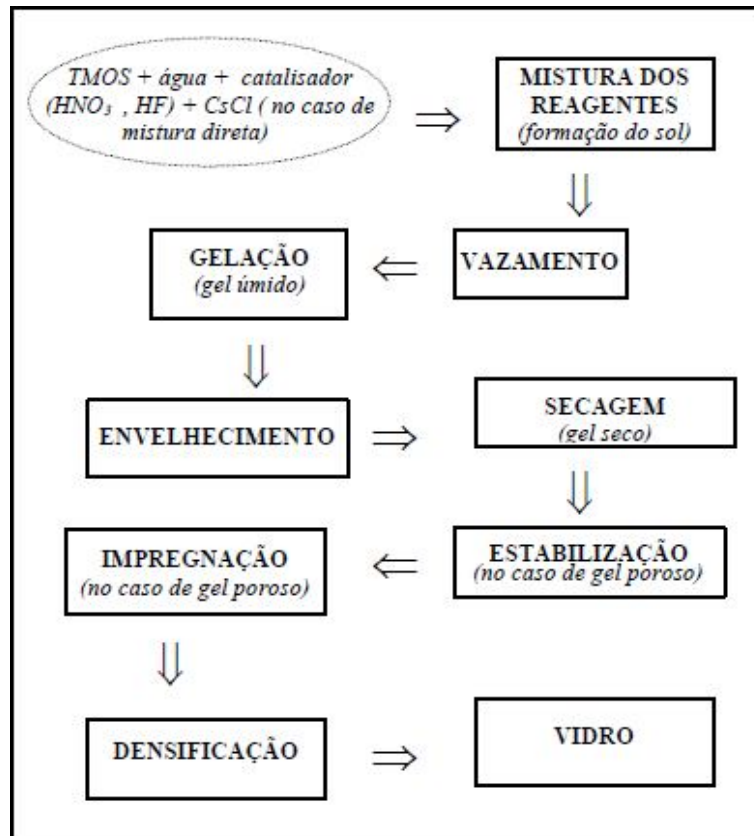 TMOS + água + catalisador
(HNO₃ , HF) + CsCl ( no caso de
mistura direta)
MISTURA DOS
REAGENTES
(formação do sol)
VAZAMENTO
GELAÇÃO
(gel úmido)
ENVELHECIMENTO
SECAGEM
(gel seco)
ESTABILIZAÇÃO
(no caso de gel poroso)
IMPREGNAÇÃO
(no caso de gel poroso)
DENSIFICAÇÃO
VIDRO